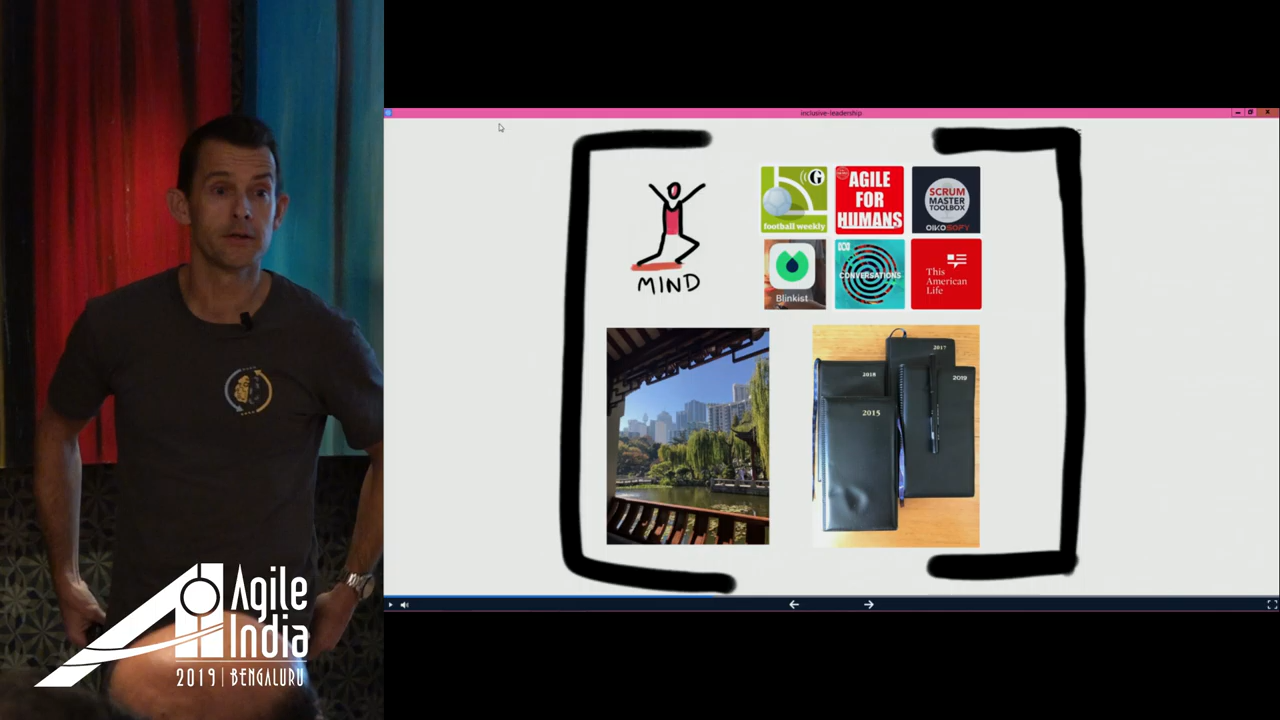 inclusive-leadership
MIND
football weekly
G
AGILE
FOR
HUMANS
SCRUM
MASTER
TOOLBOX
OIKOSOFY
Blinkist
CONVERSATIONS
This
American
Life
2017
2018
2019
2015
Agile
India
2019 | BENGALURU